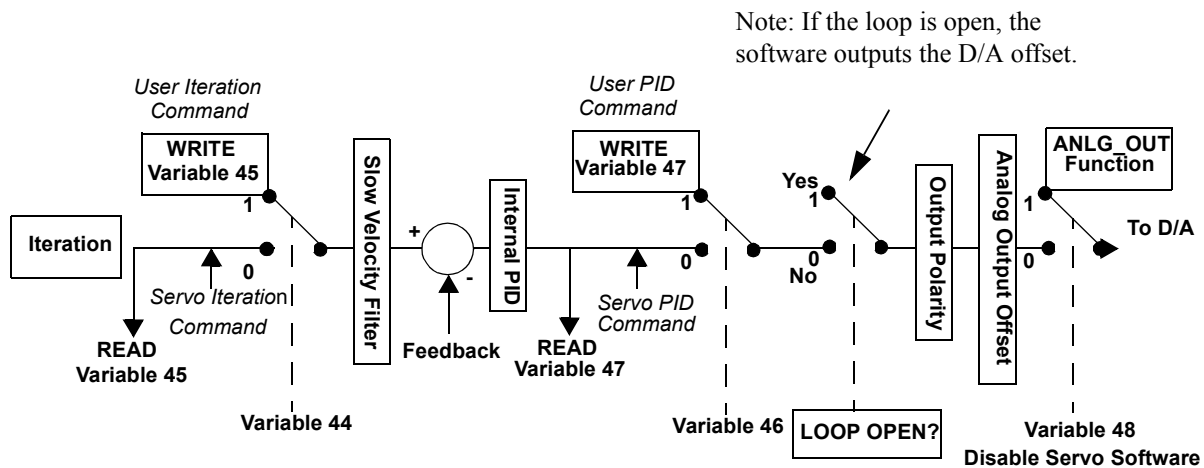 Note: If the loop is open, the
software outputs the D/A offset.
User Iteration
Command
User PID
Command
WRITE
Variable 45
WRITE
Variable 47
ANLG_OUT
Function
Slow Velocity Filter
Internal PID
Output Polarity
Analog Output Offset
Yes
1
1
1
1
To D/A
Iteration
+
-
0
0
0
No
0
Servo Iteration
Command
Servo PID
Command
READ
Variable 45
Feedback
READ
Variable 47
Variable 44
Variable 46
LOOP OPEN?
Variable 48
Disable Servo Software